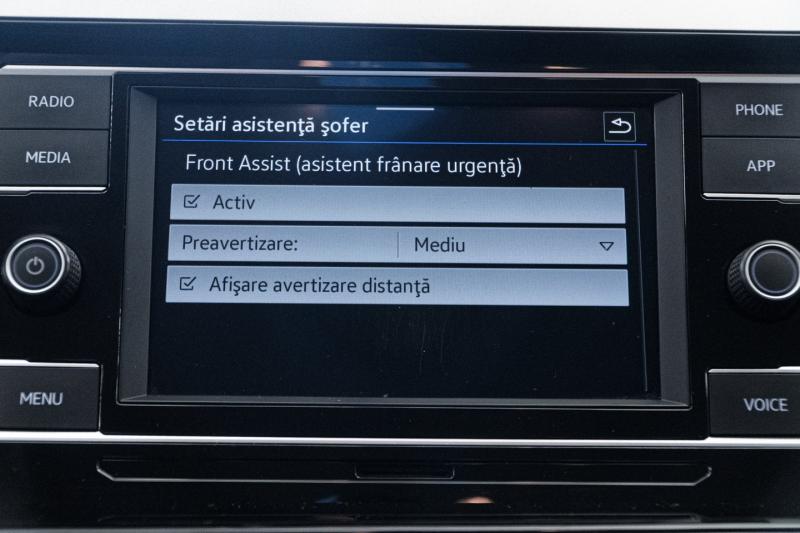 RADIO
MEDIA
MENU
Setări asistenţă şofer
Front Assist (asistent frânare urgenţă)
Activ
Preavertizare: Mediu
Afişare avertizare distanţă
PHONE
APP
VOICE